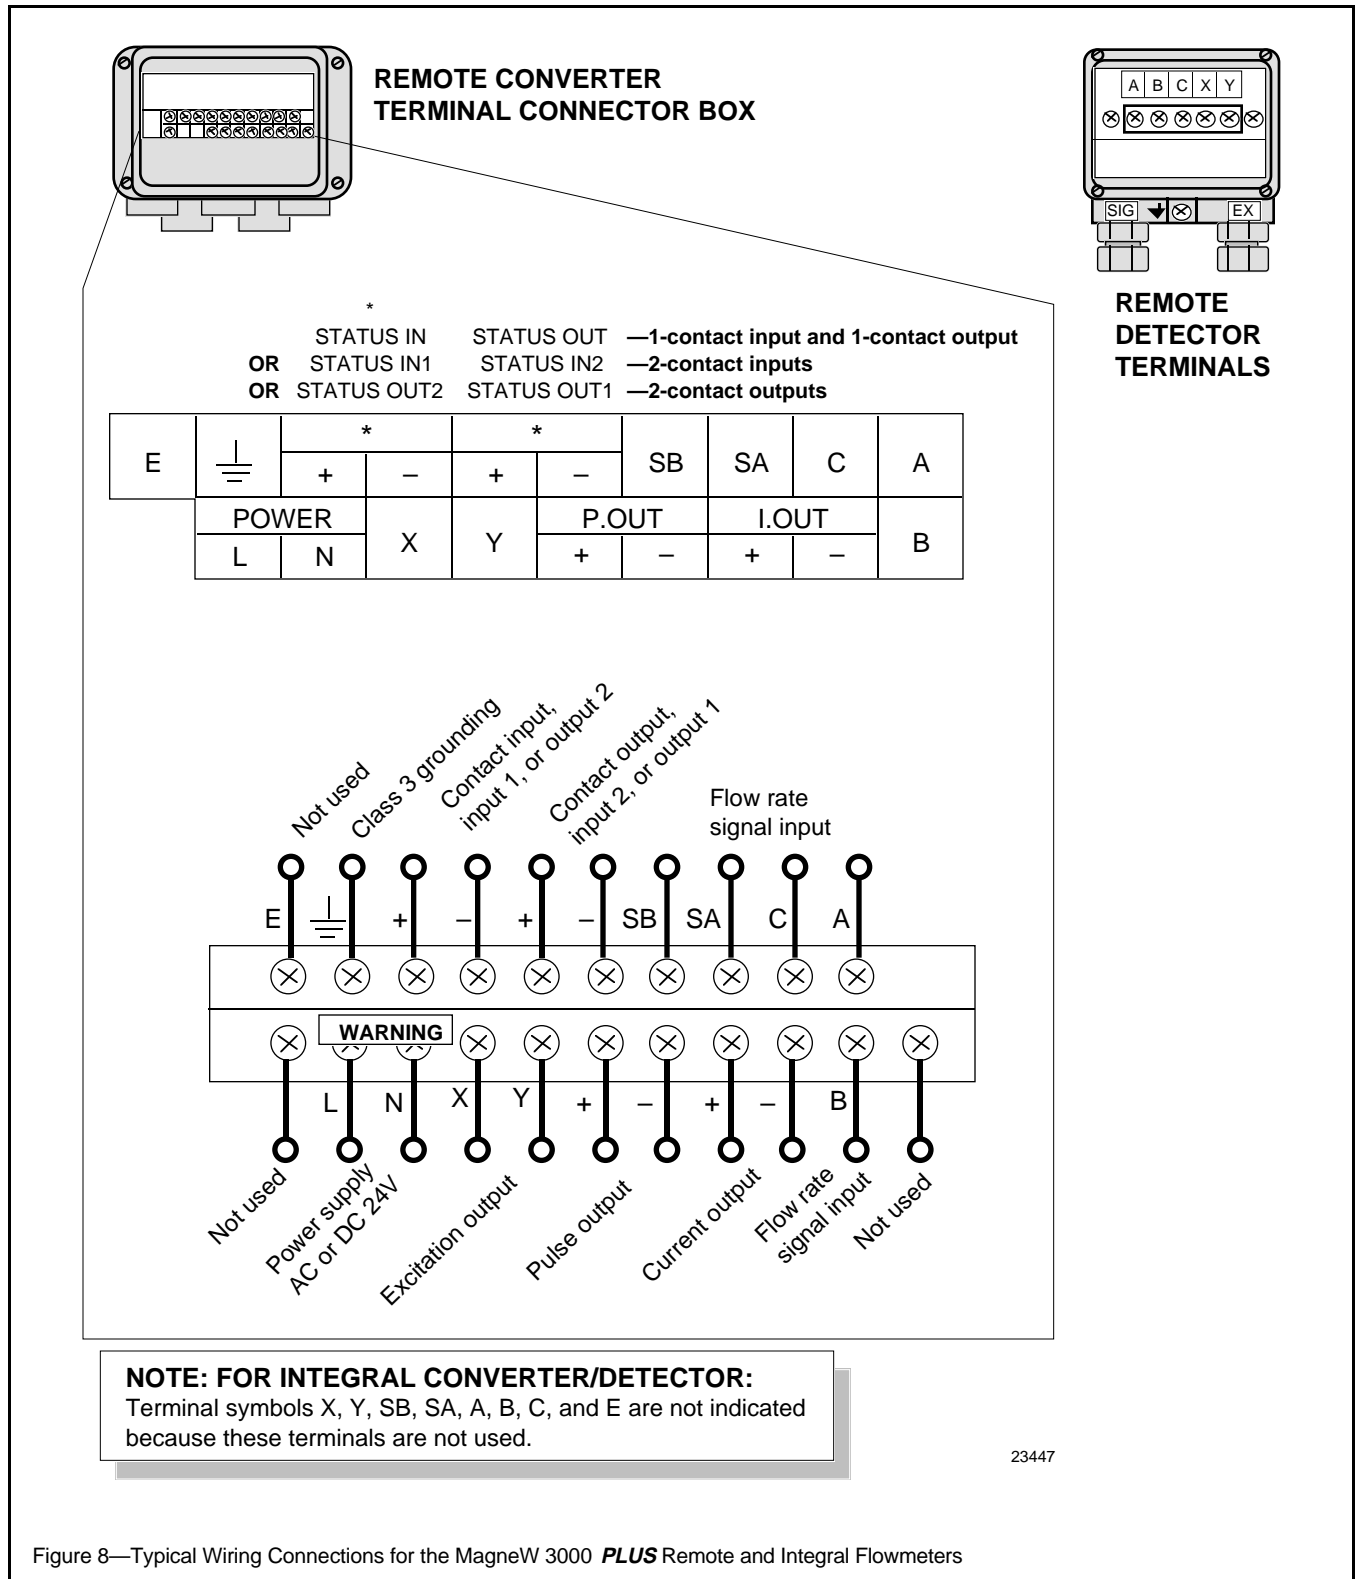 REMOTE CONVERTER
TERMINAL CONNECTOR BOX
A B C X Y
SIG EX
REMOTE
DETECTOR
TERMINALS
*
STATUS IN STATUS OUT —1-contact input and 1-contact output
OR STATUS IN1 STATUS IN2 —2-contact inputs
OR STATUS OUT2 STATUS OUT1 —2-contact outputs
E * * SB SA C A
+ – + –
POWER X Y P.OUT I.OUT B
L N + – + –
Not used
Class 3 grounding
Contact input,
input 1, or output 2
Contact output,
input 2, or output 1
Flow rate
signal input
E + – + – SB SA C A
WARNING
L N X Y + – + – B
Not used
Power supply
AC or DC 24V
Excitation output
Pulse output
Current output
Flow rate
signal input
Not used
NOTE: FOR INTEGRAL CONVERTER/DETECTOR:
Terminal symbols X, Y, SB, SA, A, B, C, and E are not indicated
because these terminals are not used.
23447
Figure 8—Typical Wiring Connections for the MagneW 3000 PLUS Remote and Integral Flowmeters